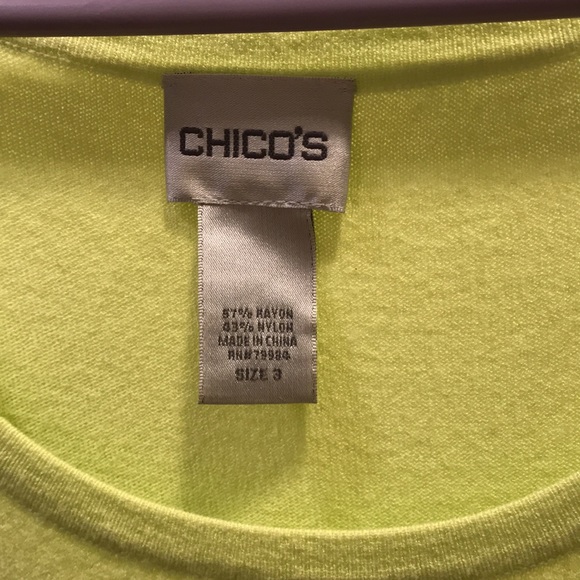 CHICO'S
57% RAYON
43% NYLON
MADE IN CHINA
RN#79984
SIZE 3